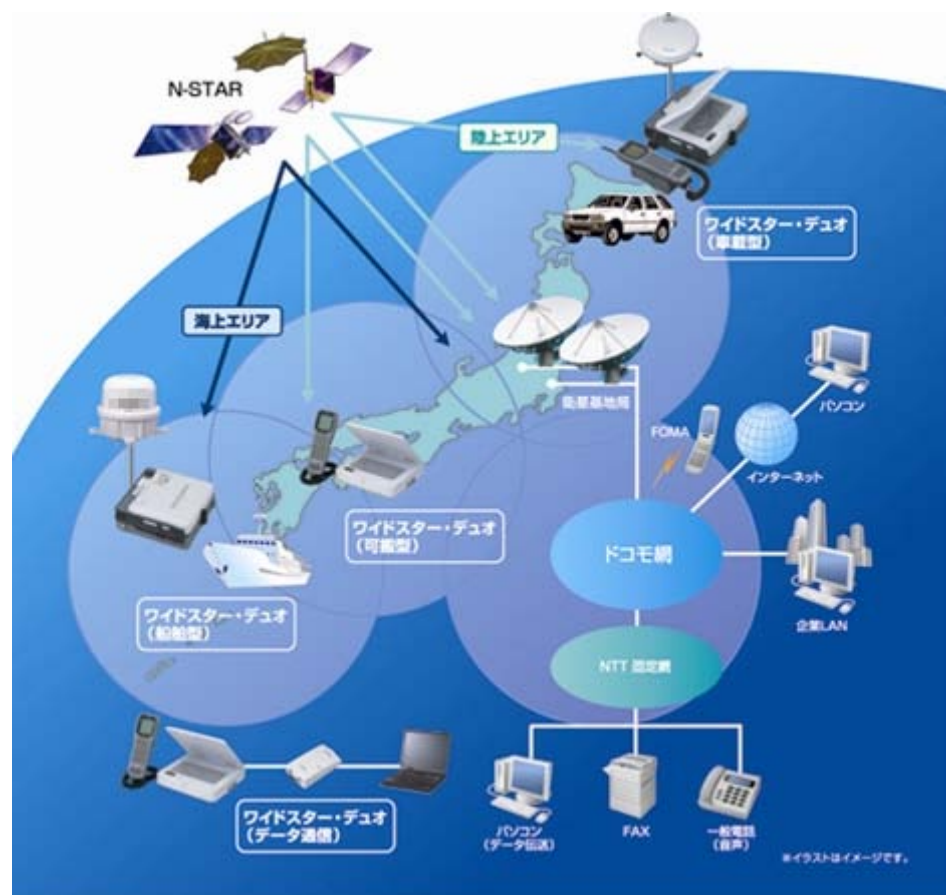 N-STAR
陸上エリア
ワイドスター・デュオ
(車載型)
海上エリア
衛星基地局
FOMA
パソコン
インターネット
ワイドスター・デュオ
(可搬型)
ドコモ網
企業LAN
ワイドスター・デュオ
(船舶型)
NTT 固定網
ワイドスター・デュオ
(データ通信)
パソコン
(データ伝送)
FAX
一般電話
(音声)
※イラストはイメージです。